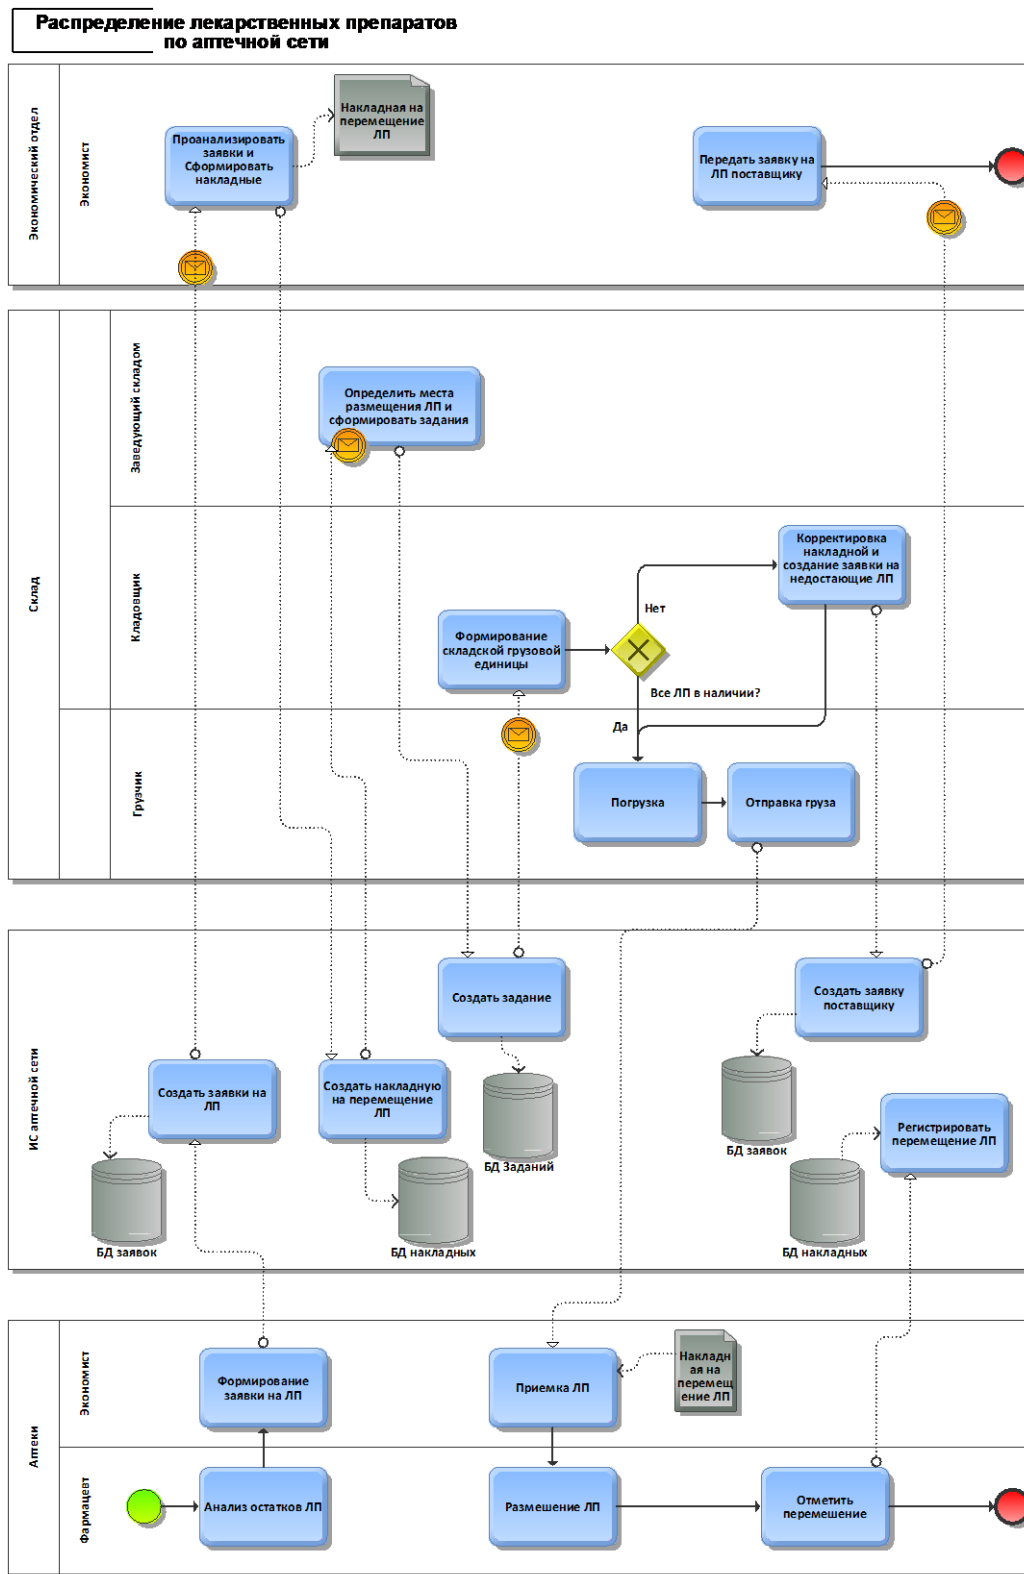 Распределение лекарственных препаратов
по аптечной сети
Экономический отдел
Экономист
Проанализировать
заявки и
Сформировать
накладные
Накладная на
перемещение
ЛП
Передать заявку на
ЛП поставщику
Склад
Заведующий складом
Определить места
размещения ЛП и
сформировать задания
Кладовщик
Формирование
складской грузовой
единицы
Нет
Все ЛП в наличии?
Да
Корректировка
накладной и
создание заявки на
недостающие ЛП
Грузчик
Погрузка
Отправка груза
ИС аптечной сети
Создать заявки на
ЛП
БД заявок
Создать накладную
на перемещение
ЛП
БД накладных
Создать задание
БД Заданий
Создать заявку
поставщику
БД заявок
БД накладных
Регистрировать
перемещение ЛП
Аптеки
Экономист
Формирование
заявки на ЛП
Приемка ЛП
Накладн
ая на
перемещ
ение ЛП
Фармацевт
Анализ остатков ЛП
Размешение ЛП
Отметить
перемешение